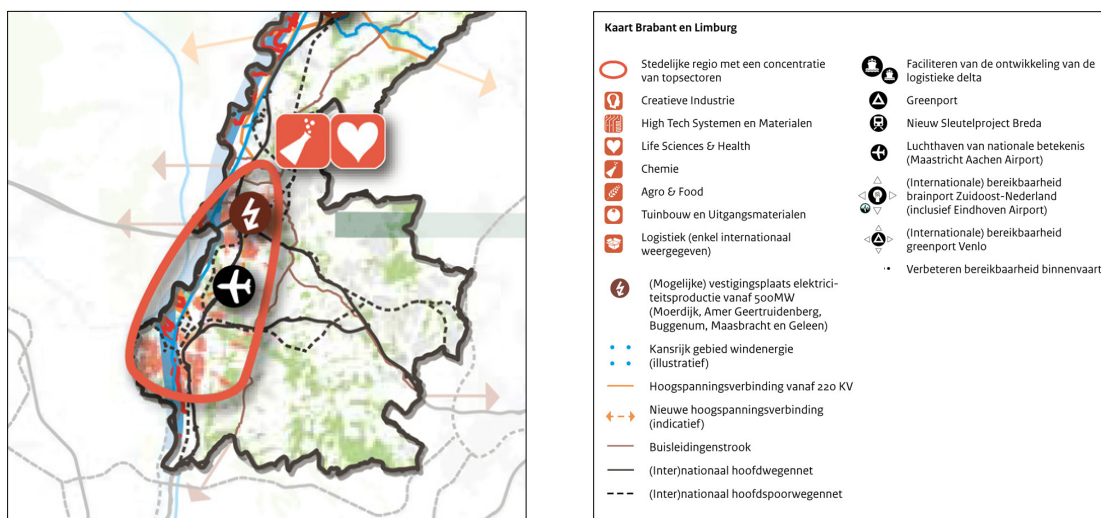 Kaart Brabant en Limburg
Stedelijke regio met een concentratie
van topsectoren
Creatieve Industrie
High Tech Systemen en Materialen
Life Sciences & Health
Chemie
Agro & Food
Tuinbouw en Uitgangsmaterialen
Logistiek (enkel internationaal
weergegeven)
(Mogelijke) vestigingsplaats elektrici-
teitsproductie vanaf 500MW
(Moerdijk, Amer Geertruidenberg,
Buggenum, Maasbracht en Geleen)
Kansrijk gebied windenergie
(illustratief)
Hoogspanningsverbinding vanaf 220 KV
Nieuwe hoogspanningsverbinding
(indicatief)
Buisleidingenstrook
(Inter)nationaal hoofdwegennet
(Inter)nationaal hoofdspoorwegennet
Faciliteren van de ontwikkeling van de
logistieke delta
Greenport
Nieuw Sleutelproject Breda
Luchthaven van nationale betekenis
(Maastricht Aachen Airport)
(Internationale) bereikbaarheid
brainport Zuidoost-Nederland
(inclusief Eindhoven Airport)
(Internationale) bereikbaarheid
greenport Venlo
Verbeteren bereikbaarheid binnenvaart